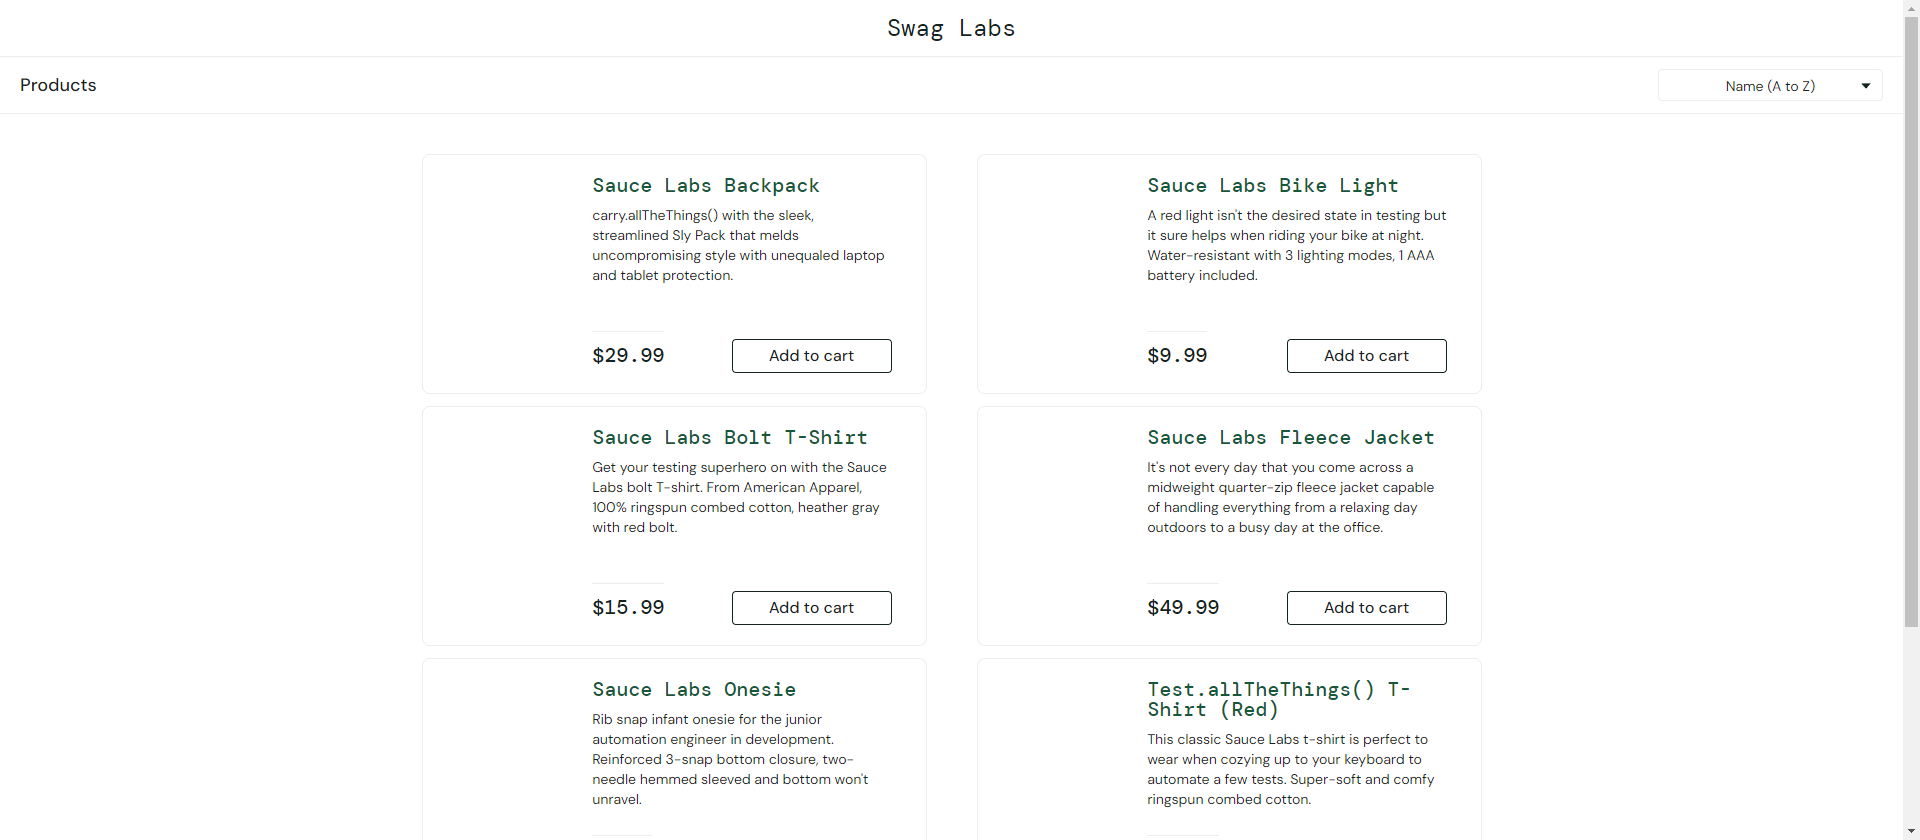 Swag Labs
Products
Name (A to Z)
Sauce Labs Backpack
carry.allTheThings() with the sleek,
streamlined Sly Pack that melds
uncompromising style with unequaled laptop
and tablet protection.
$29.99
Add to cart
Sauce Labs Bike Light
A red light isn't the desired state in testing but
it sure helps when riding your bike at night.
Water-resistant with 3 lighting modes, 1 AAA
battery included.
$9.99
Add to cart
Sauce Labs Bolt T-Shirt
Get your testing superhero on with the Sauce
Labs bolt T-shirt. From American Apparel,
100% ringspun combed cotton, heather gray
with red bolt.
$15.99
Add to cart
Sauce Labs Fleece Jacket
It's not every day that you come across a
midweight quarter-zip fleece jacket capable
of handling everything from a relaxing day
outdoors to a busy day at the office.
$49.99
Add to cart
Sauce Labs Onesie
Rib snap infant onesie for the junior
automation engineer in development.
Reinforced 3-snap bottom closure, two-
needle hemmed sleeved and bottom won't
unravel.
Test.allTheThings() T-
Shirt (Red)
This classic Sauce Labs t-shirt is perfect to
wear when cozying up to your keyboard to
automate a few tests. Super-soft and comfy
ringspun combed cotton.